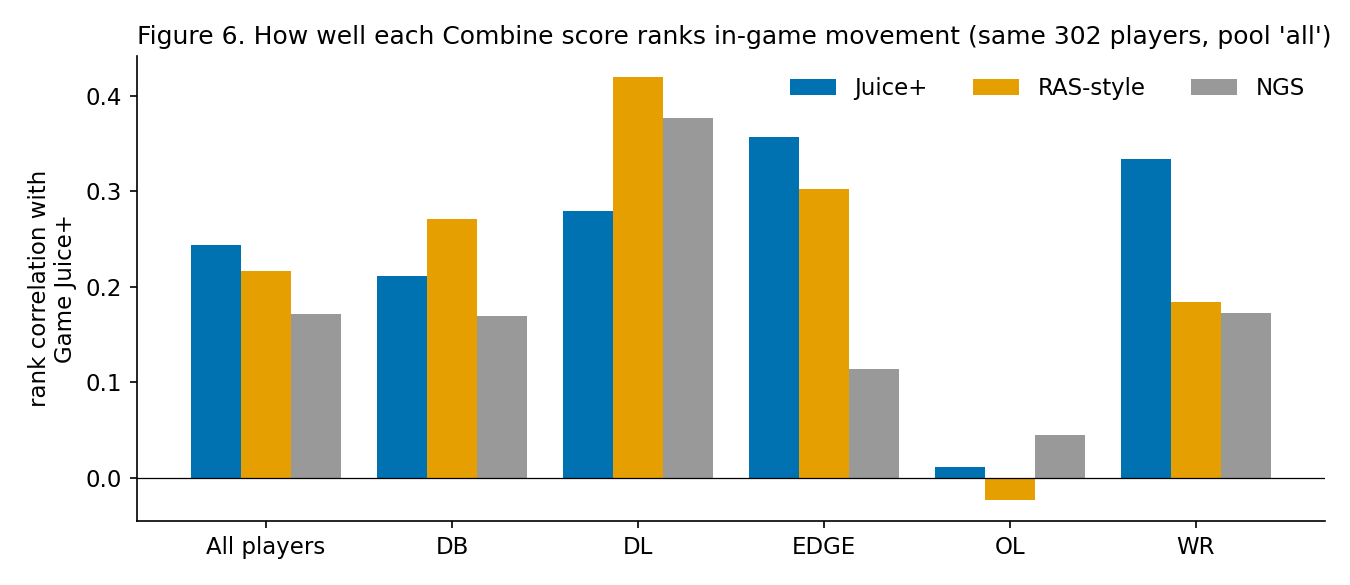 Figure 6. How well each Combine score ranks in-game movement (same 302 players, pool 'all')
Juice+
RAS-style
NGS
rank correlation with
Game Juice+
0.4
0.3
0.2
0.1
0.0
All players
DB
DL
EDGE
OL
WR